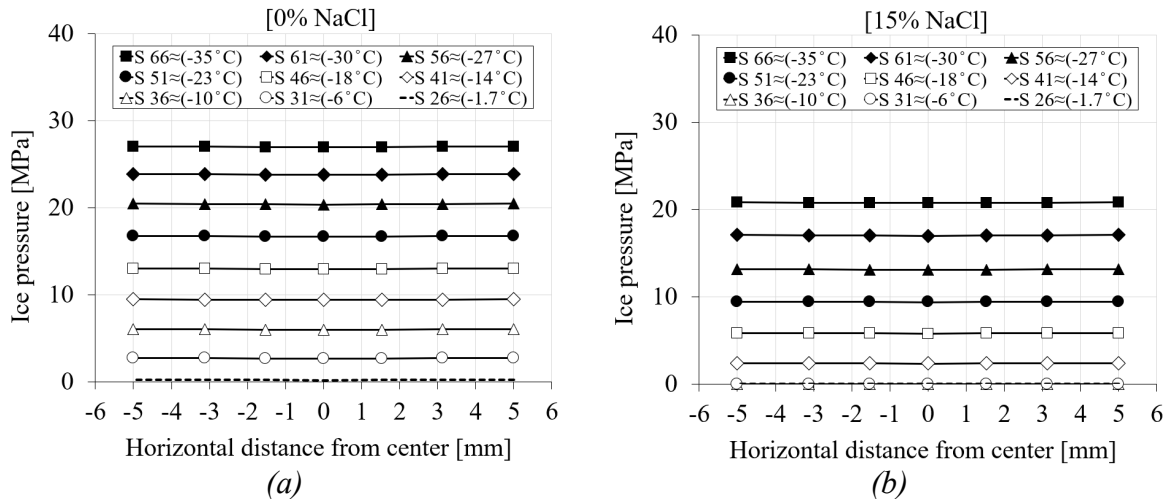 [0% NaCl]
40
30
20
10
0
Ice pressure [MPa]
S 66≈(-35˚C) S 61≈(-30˚C) S 56≈(-27˚C)
S 51≈(-23˚C) S 46≈(-18˚C) S 41≈(-14˚C)
S 36≈(-10˚C) S 31≈(-6˚C) S 26≈(-1.7˚C)
-6 -5 -4 -3 -2 -1 0 1 2 3 4 5 6
Horizontal distance from center [mm]
(a)
[15% NaCl]
40
30
20
10
0
Ice pressure [MPa]
S 66≈(-35˚C) S 61≈(-30˚C) S 56≈(-27˚C)
S 51≈(-23˚C) S 46≈(-18˚C) S 41≈(-14˚C)
S 36≈(-10˚C) S 31≈(-6˚C) S 26≈(-1.7˚C)
-6 -5 -4 -3 -2 -1 0 1 2 3 4 5 6
Horizontal distance from center [mm]
(b)